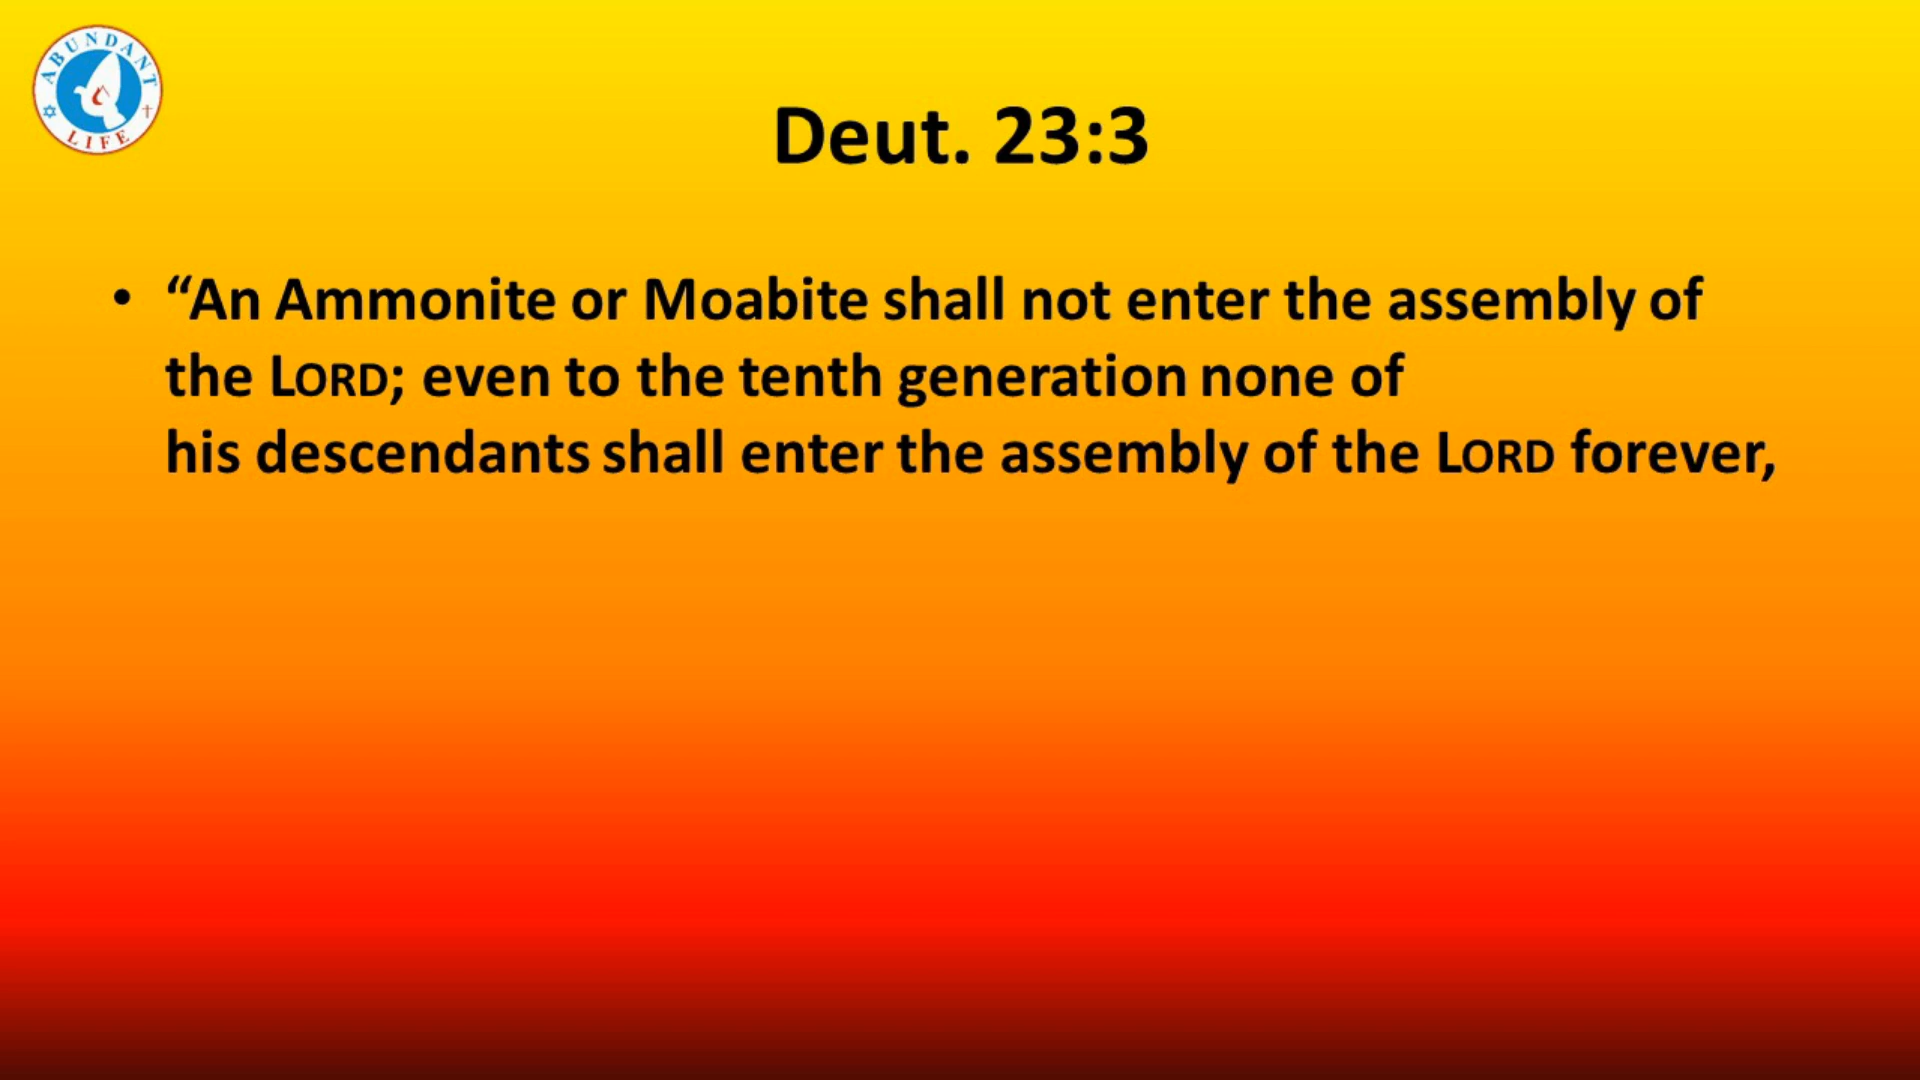 ABUNDANT
LIFE
Deut. 23:3
• “An Ammonite or Moabite shall not enter the assembly of
the LORD; even to the tenth generation none of
his descendants shall enter the assembly of the LORD forever,